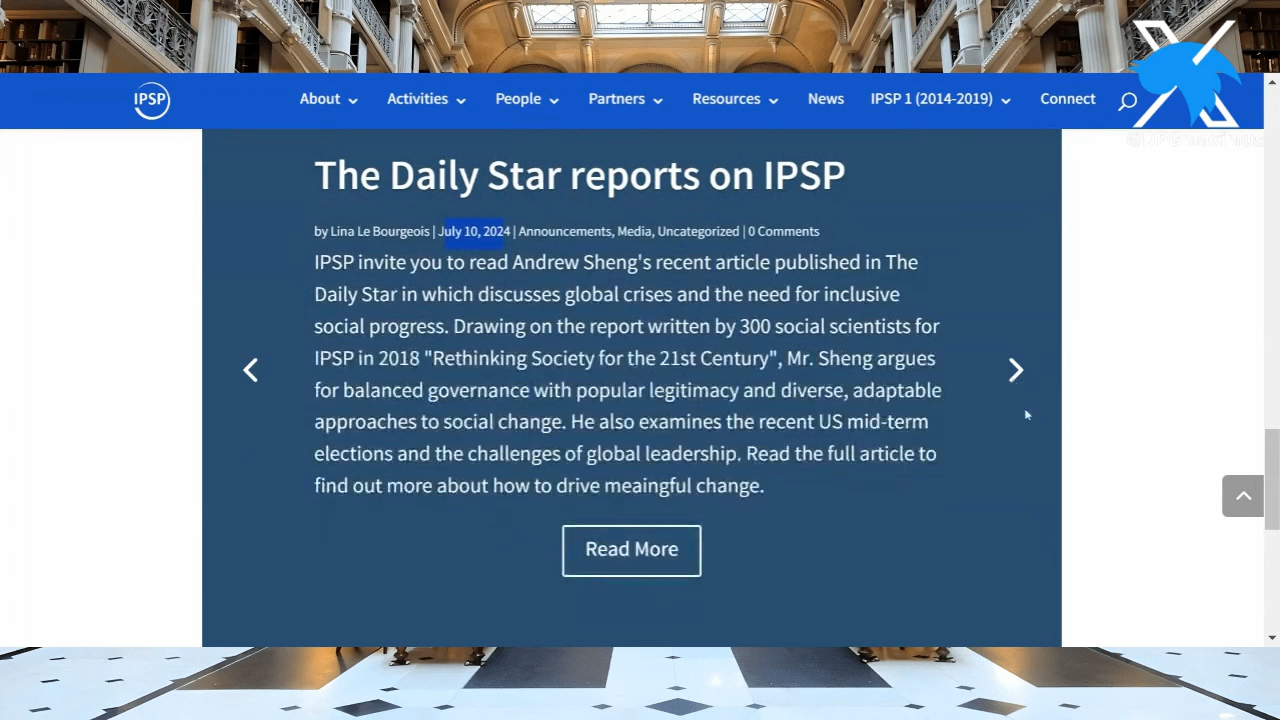 IPSP
About
Activities
People
Partners
Resources
News
IPSP 1 (2014-2019)
Connect
The Daily Star reports on IPSP
by Lina Le Bourgeois | July 10, 2024 | Announcements, Media, Uncategorized | 0 Comments
IPSP invite you to read Andrew Sheng's recent article published in The
Daily Star in which discusses global crises and the need for inclusive
social progress. Drawing on the report written by 300 social scientists for
IPSP in 2018 "Rethinking Society for the 21st Century", Mr. Sheng argues
for balanced governance with popular legitimacy and diverse, adaptable
approaches to social change. He also examines the recent US mid-term
elections and the challenges of global leadership. Read the full article to
find out more about how to drive meaningful change.
Read More